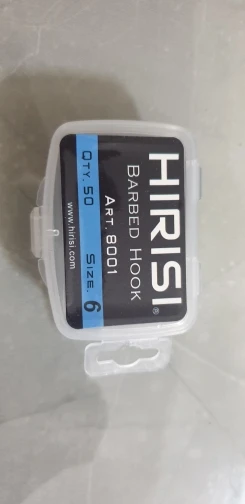 HIRISI®
BARBED HOOK
ART. 8001
QTY. 50 SIZE. 6
www.hirisi.com